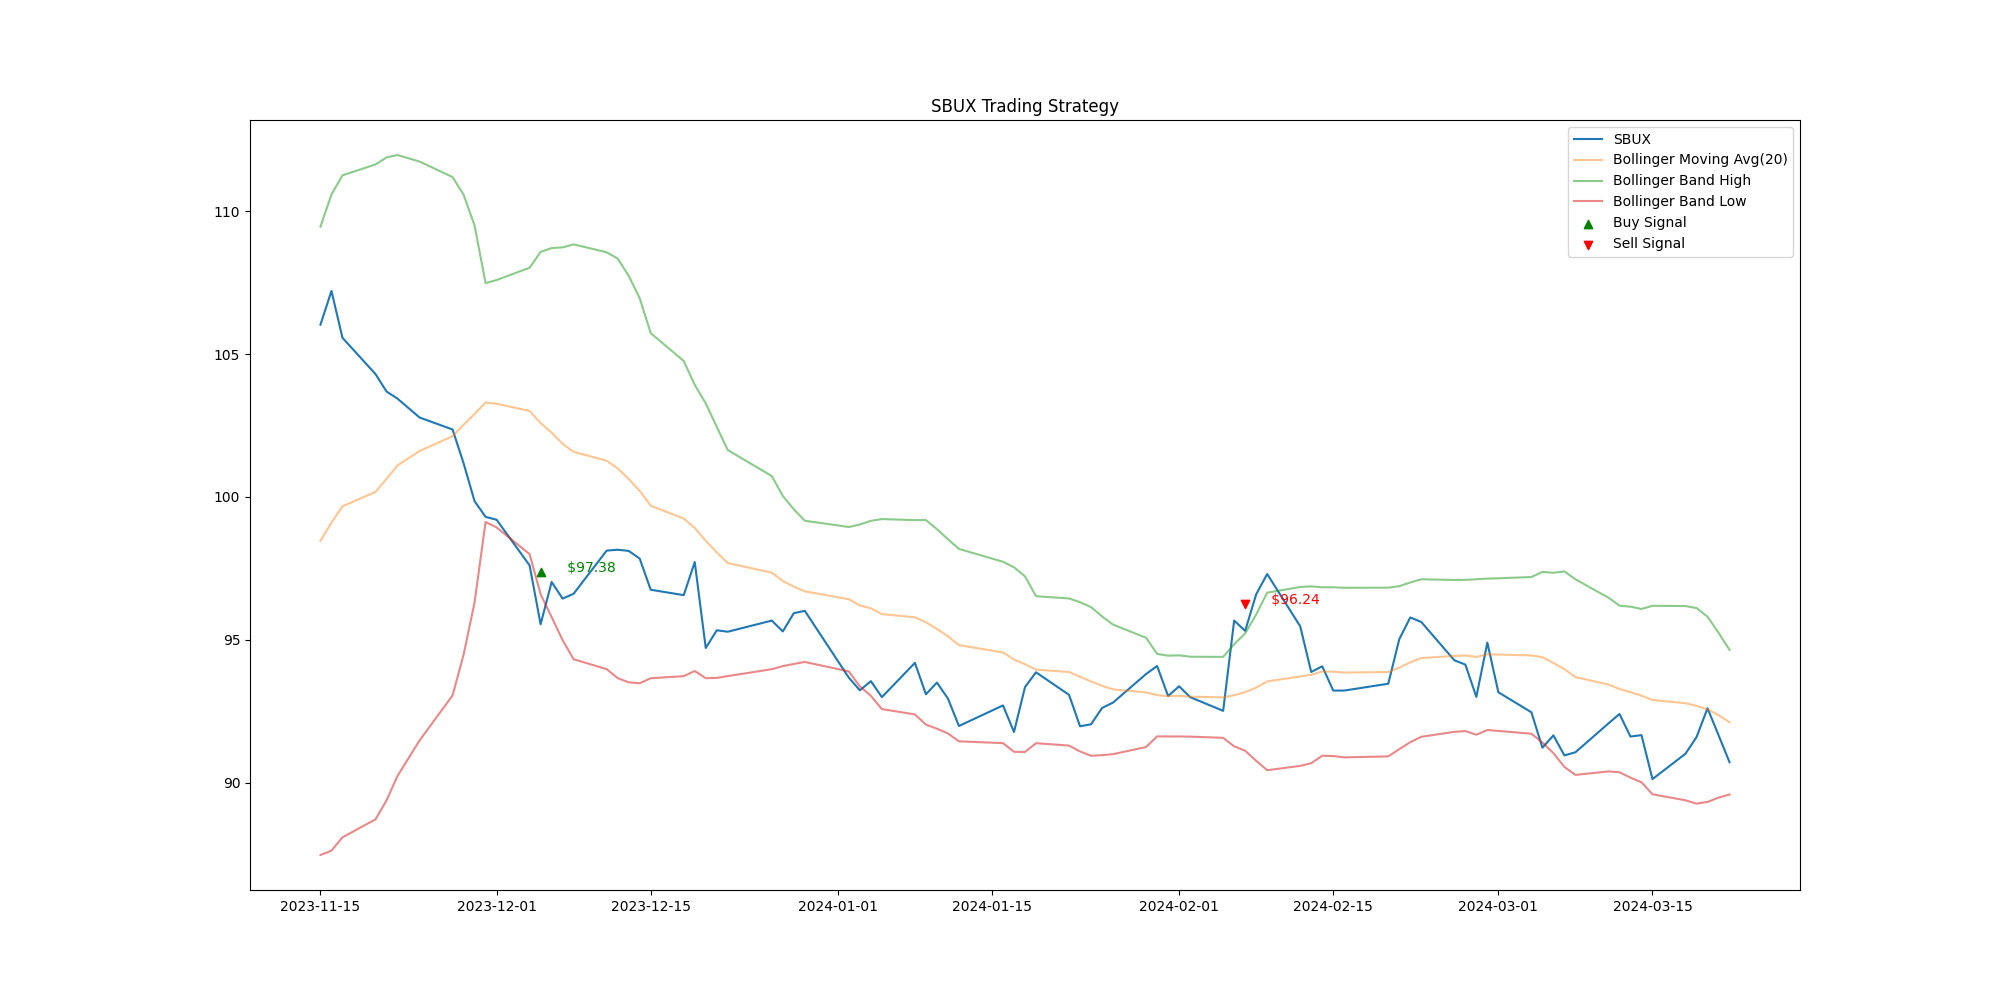 SBUX Trading Strategy
SBUX
Bollinger Moving Avg(20)
Bollinger Band High
Bollinger Band Low
Buy Signal
Sell Signal
110
105
100
95
90
$97.38
$96.24
2023-11-15
2023-12-01
2023-12-15
2024-01-01
2024-01-15
2024-02-01
2024-02-15
2024-03-01
2024-03-15